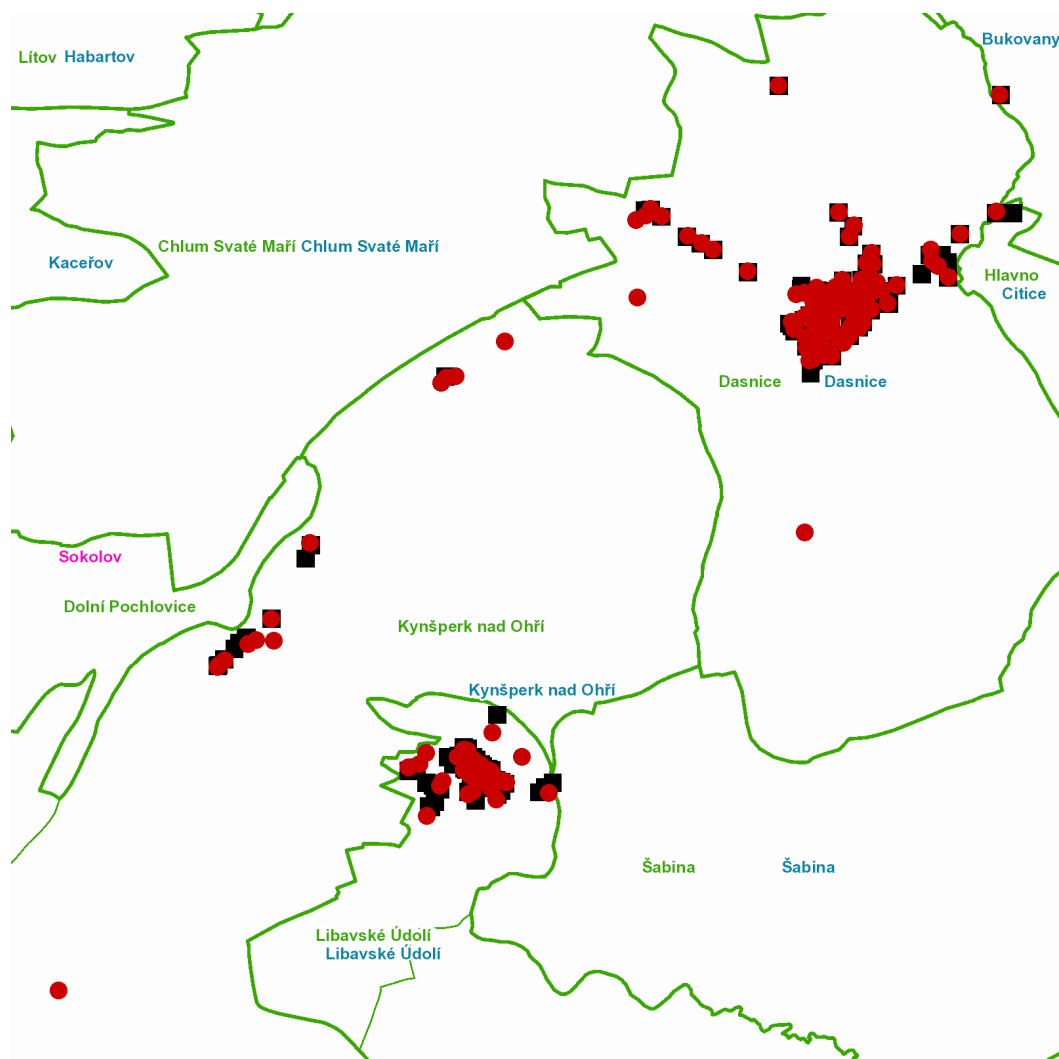 Bukovany
Lítov Habartov
Chlum Svaté Maří Chlum Svaté Maří
Kaceřov
Hlavno
Citice
Dasnice Dasnice
Sokolov
Dolní Pochlovice
Kynšperk nad Ohří
Kynšperk nad Ohří
Šabina Šabina
Libavské Údolí
Libavské Údolí